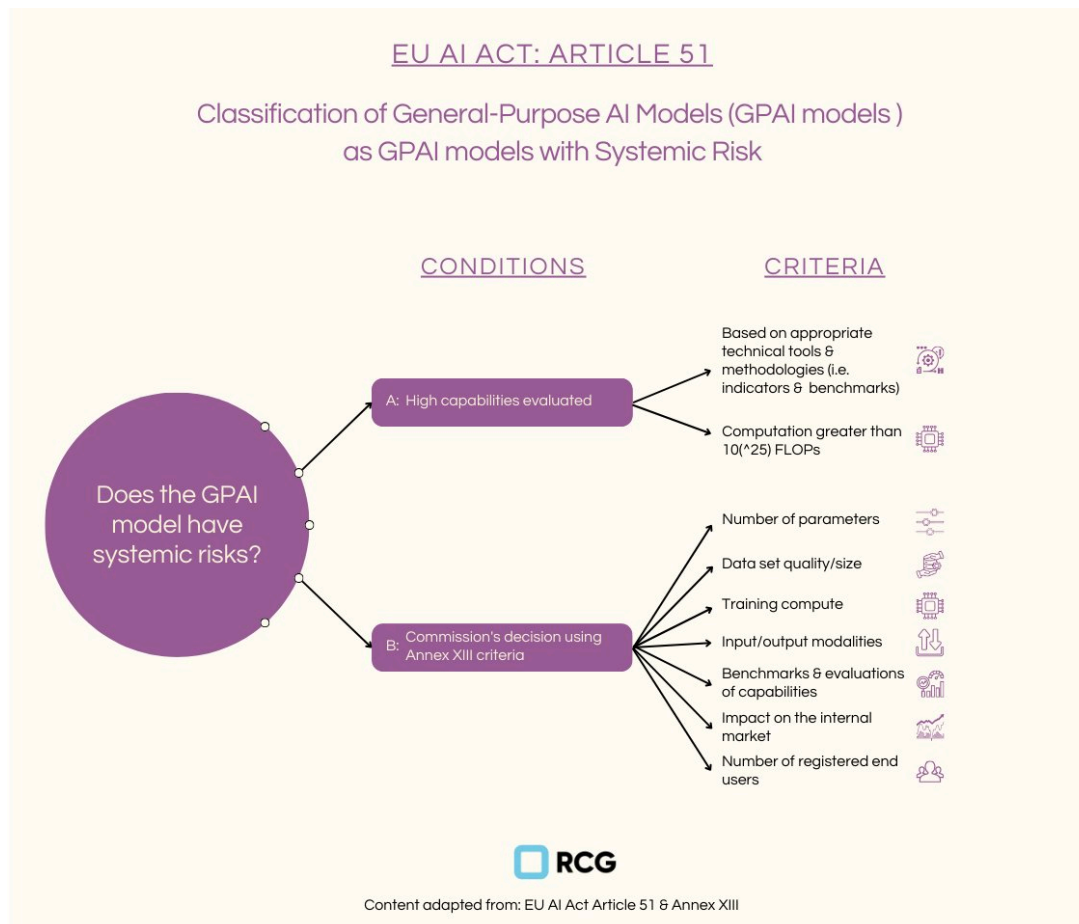 EU AI ACT: ARTICLE 51
Classification of General-Purpose AI Models (GPAI models )
as GPAI models with Systemic Risk
CONDITIONS
CRITERIA
Does the GPAI
model have
systemic risks?
A: High capabilities evaluated
Based on appropriate
technical tools &
methodologies (i.e.
indicators & benchmarks)
Computation greater than
10(^25) FLOPs
B: Commission's decision using
Annex XIII criteria
Number of parameters
Data set quality/size
Training compute
Input/output modalities
Benchmarks & evaluations
of capabilities
Impact on the internal
market
Number of registered end
users
RCG
Content adapted from: EU AI Act Article 51 & Annex XIII